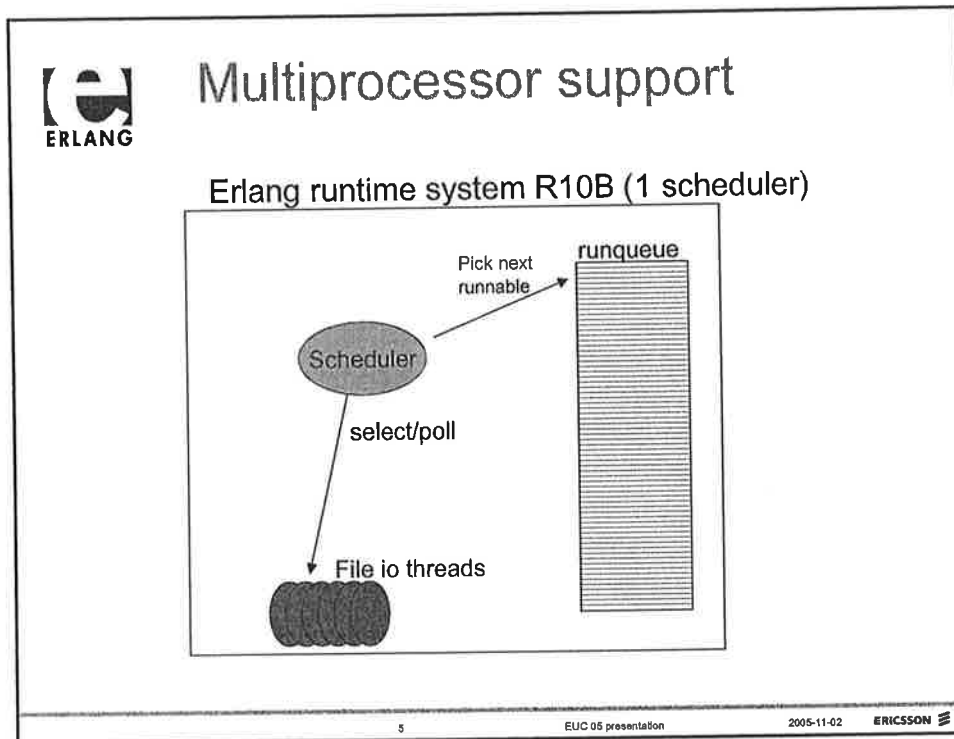 e
ERLANG
Multiprocessor support
Erlang runtime system R10B (1 scheduler)
runqueue
Pick next
runnable
Scheduler
select/poll
File io threads
5
EUC 05 presentation
2005-11-02
ERICSSON